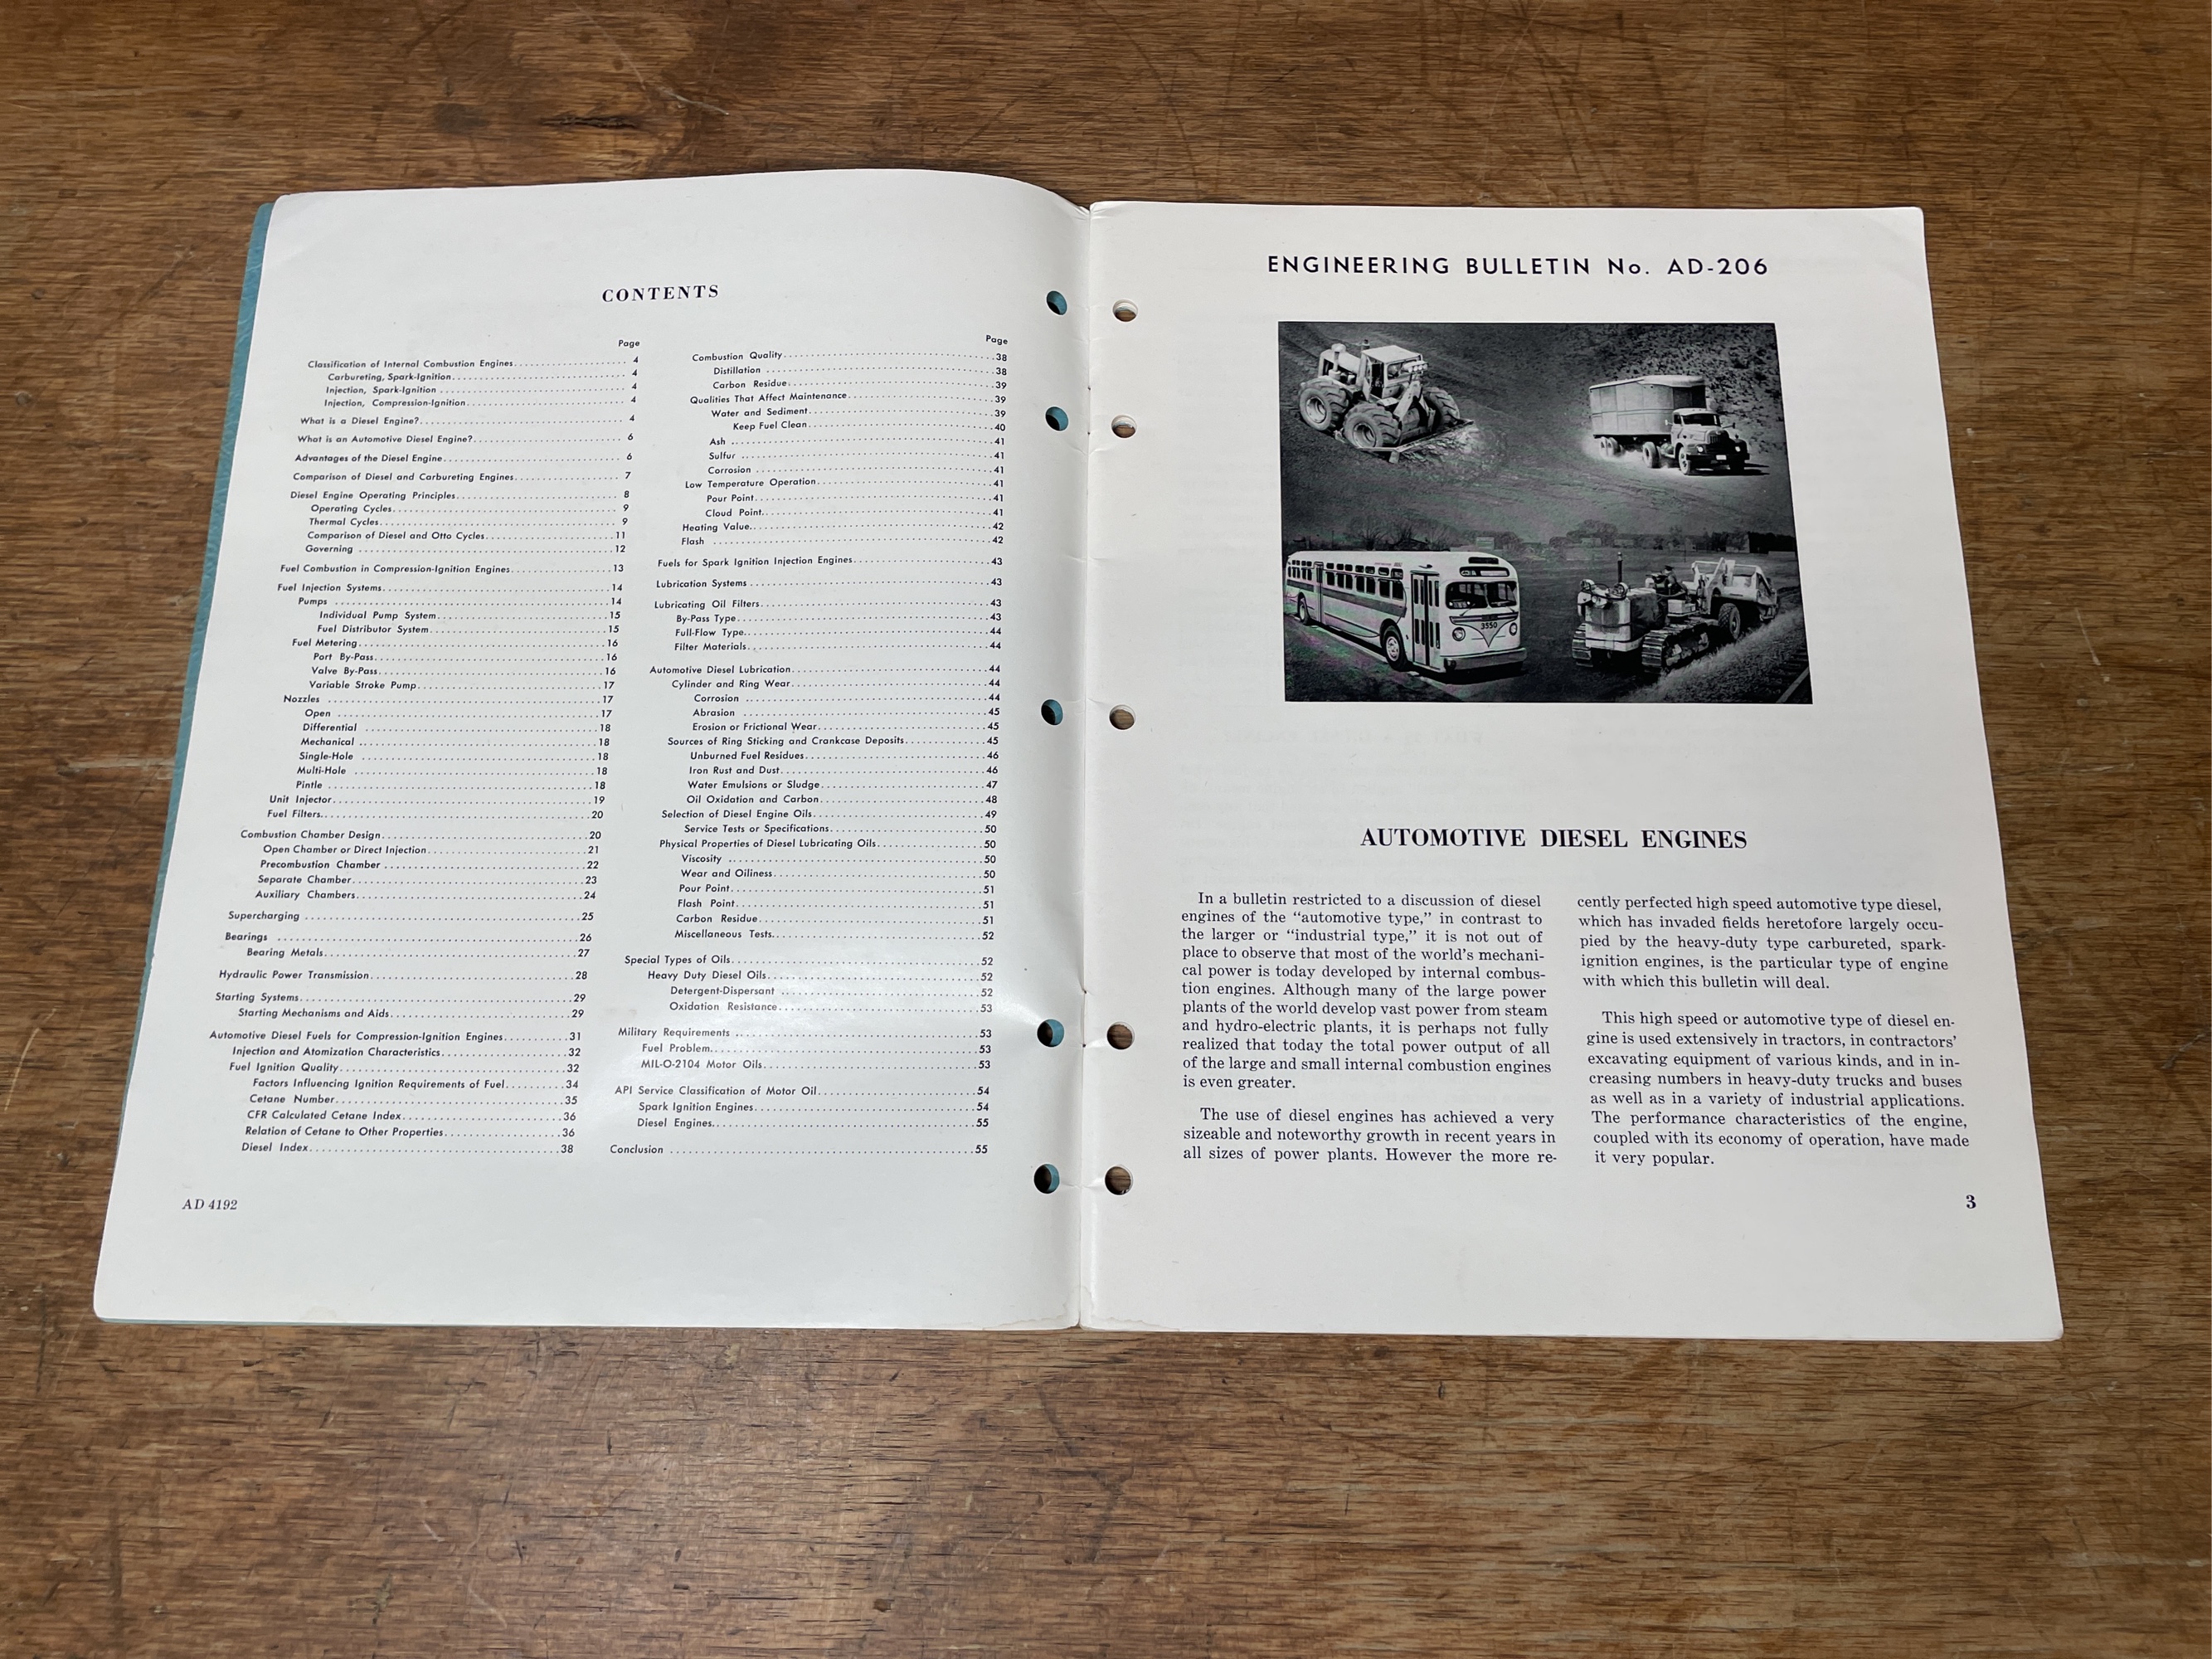 CONTENTS
Page
Classification of Internal Combustion Engines 4
Carbureting, Spark-Ignition 4
Injection, Spark-Ignition 4
Injection, Compression-Ignition 4
What is a Diesel Engine? 4
What is an Automotive Diesel Engine? 6
Advantages of the Diesel Engine 6
Comparison of Diesel and Carbureting Engines 7
Diesel Engine Operating Principles 8
Operating Cycles 9
Thermal Cycles 9
Comparison of Diesel and Otto Cycles 11
Governing 12
Fuel Combustion in Compression-Ignition Engines 13
Fuel Injection Systems 14
Pumps 14
Individual Pump System 15
Fuel Distributor System 15
Fuel Metering 16
Port By-Pass 16
Valve By-Pass 16
Variable Stroke Pump 17
Nozzles 17
Open 17
Differential 18
Mechanical 18
Single-Hole 18
Multi-Hole 18
Pintle 18
Unit Injector 19
Fuel Filters 20
Combustion Chamber Design 20
Open Chamber or Direct Injection 21
Precombustion Chamber 22
Separate Chamber 23
Auxiliary Chambers 24
Supercharging 25
Bearings 26
Bearing Metals 27
Hydraulic Power Transmission 28
Starting Systems 29
Starting Mechanisms and Aids 29
Automotive Diesel Fuels for Compression-Ignition Engines 31
Injection and Atomization Characteristics 32
Fuel Ignition Quality 32
Factors Influencing Ignition Requirements of Fuel 34
Cetane Number 35
CFR Calculated Cetane Index 36
Relation of Cetane to Other Properties 36
Diesel Index 38
Page
Combustion Quality 38
Distillation 38
Carbon Residue 39
Qualities That Affect Maintenance 39
Water and Sediment 39
Keep Fuel Clean 40
Ash 41
Sulfur 41
Corrosion 41
Low Temperature Operation 41
Pour Point 41
Cloud Point 41
Heating Value 42
Flash 42
Fuels for Spark Ignition Injection Engines 43
Lubrication Systems 43
Lubricating Oil Filters 43
By-Pass Type 43
Full-Flow Type 44
Filter Materials 44
Automotive Diesel Lubrication 44
Cylinder and Ring Wear 44
Corrosion 44
Abrasion 45
Erosion or Frictional Wear 45
Sources of Ring Sticking and Crankcase Deposits 45
Unburned Fuel Residues 46
Iron Rust and Dust 46
Water Emulsions or Sludge 47
Oil Oxidation and Carbon 48
Selection of Diesel Engine Oils 49
Service Tests or Specifications 50
Physical Properties of Diesel Lubricating Oils 50
Viscosity 50
Wear and Oiliness 50
Pour Point 51
Flash Point 51
Carbon Residue 51
Miscellaneous Tests 52
Special Types of Oils 52
Heavy Duty Diesel Oils 52
Detergent-Dispersant 52
Oxidation Resistance 53
Military Requirements 53
Fuel Problem 53
MIL-O-2104 Motor Oils 53
API Service Classification of Motor Oil 54
Spark Ignition Engines 54
Diesel Engines 55
Conclusion 55
AD 4192
ENGINEERING BULLETIN No. AD-206
3550
AUTOMOTIVE DIESEL ENGINES
In a bulletin restricted to a discussion of diesel
engines of the “automotive type,” in contrast to
the larger or “industrial type,” it is not out of
place to observe that most of the world’s mechani-
cal power is today developed by internal combus-
tion engines. Although many of the large power
plants of the world develop vast power from steam
and hydro-electric plants, it is perhaps not fully
realized that today the total power output of all
of the large and small internal combustion engines
is even greater.
The use of diesel engines has achieved a very
sizeable and noteworthy growth in recent years in
all sizes of power plants. However the more re-
cently perfected high speed automotive type diesel,
which has invaded fields heretofore largely occu-
pied by the heavy-duty type carbureted, spark-
ignition engines, is the particular type of engine
with which this bulletin will deal.
This high speed or automotive type of diesel en-
gine is used extensively in tractors, in contractors’
excavating equipment of various kinds, and in in-
creasing numbers in heavy-duty trucks and buses
as well as in a variety of industrial applications.
The performance characteristics of the engine,
coupled with its economy of operation, have made
it very popular.
3